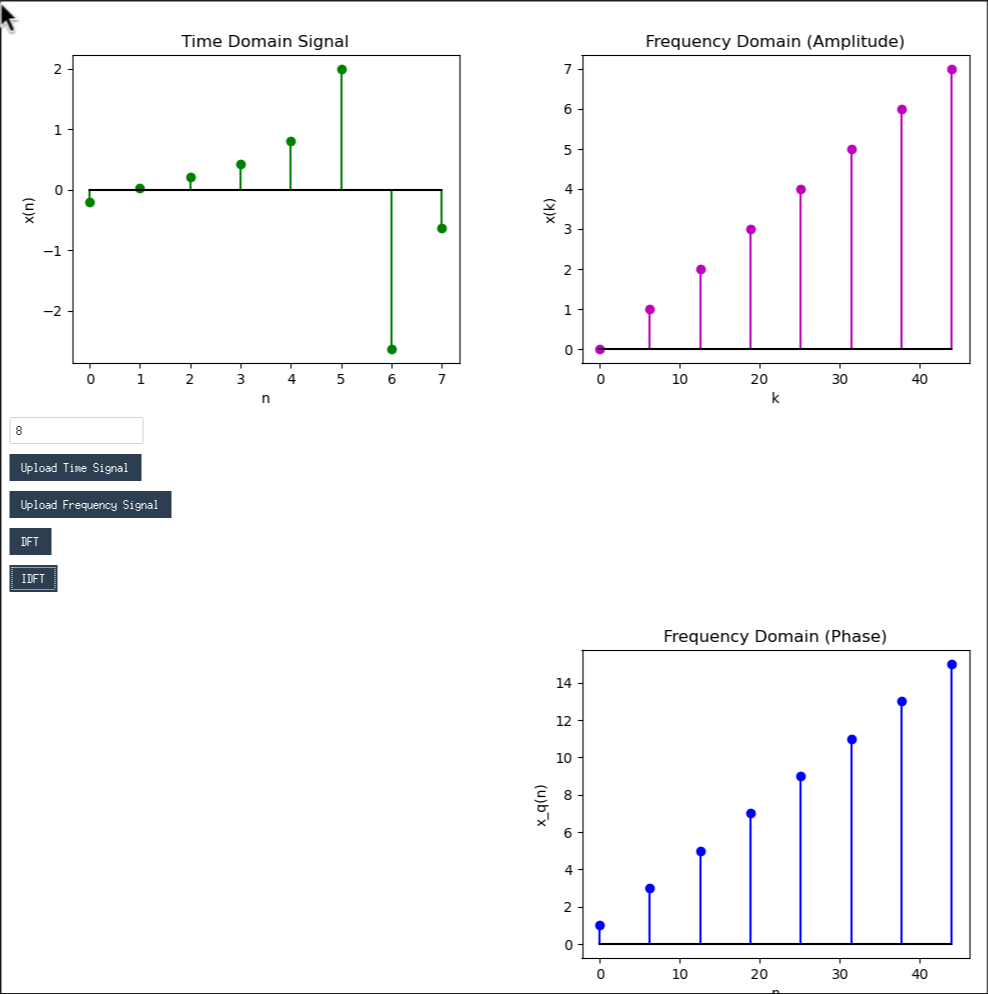 Time Domain Signal
2
1
0
−1
−2
x(n)
0 1 2 3 4 5 6 7
n
Frequency Domain (Amplitude)
7
6
5
4
3
2
1
0
x(k)
0 10 20 30 40
k
8
Upload Time Signal
Upload Frequency Signal
DFT
IDFT
Frequency Domain (Phase)
14
12
10
8
6
4
2
0
x_q(n)
0 10 20 30 40
n